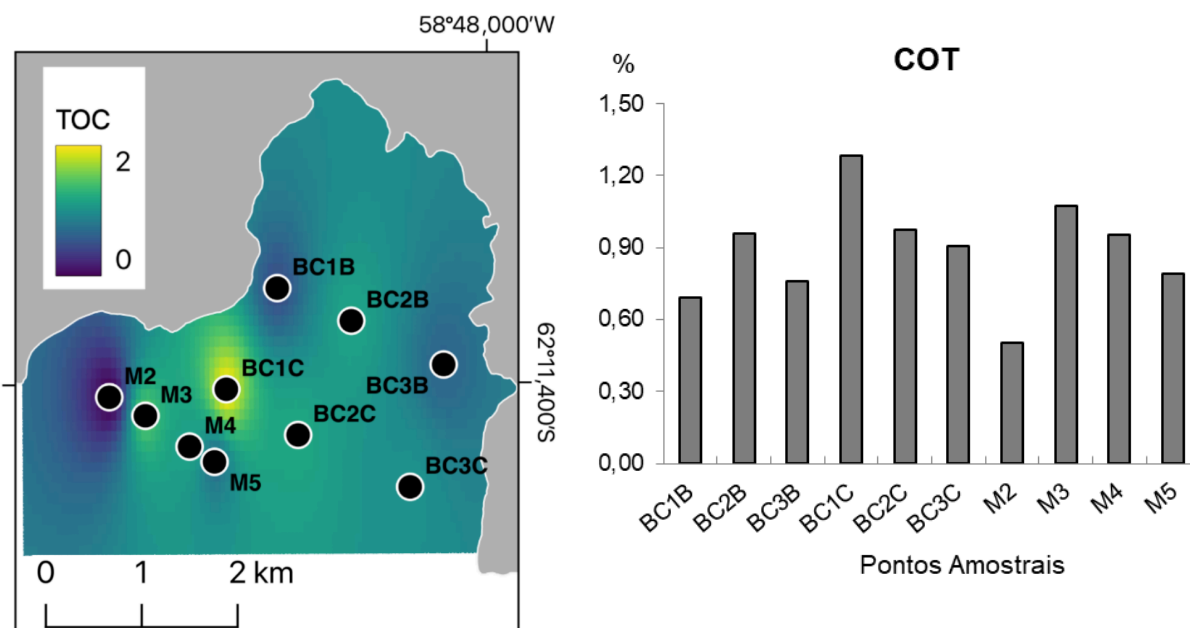 58°48,000'W
TOC
2
0
BC1B
BC2B
BC1C
BC3B
M2
M3
M4
BC2C
M5
BC3C
62°11,400'S
0 1 2 km
COT
%
1,50
1,20
0,90
0,60
0,30
0,00
BC1B BC2B BC3B BC1C BC2C BC3C M2 M3 M4 M5
Pontos Amostrais